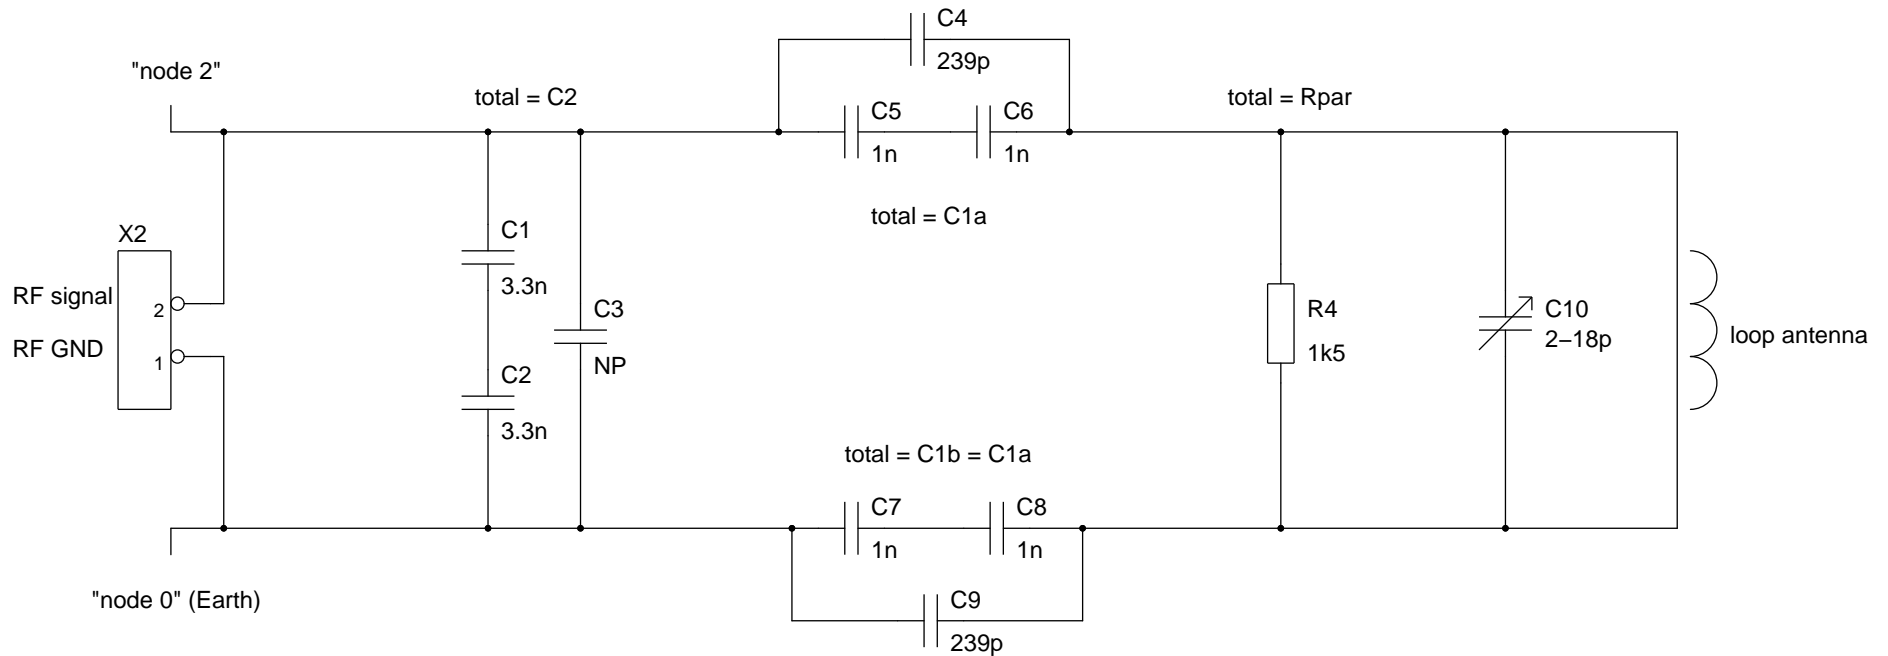 C4
239p
"node 2"
total = C2
total = Rpar
C5
1n
C6
1n
total = C1a
X2
C1
3.3n
RF signal
2
C3
NP
R4
1k5
C10
2–18p
loop antenna
RF GND
1
C2
3.3n
total = C1b = C1a
C7
1n
C8
1n
"node 0" (Earth)
C9
239p